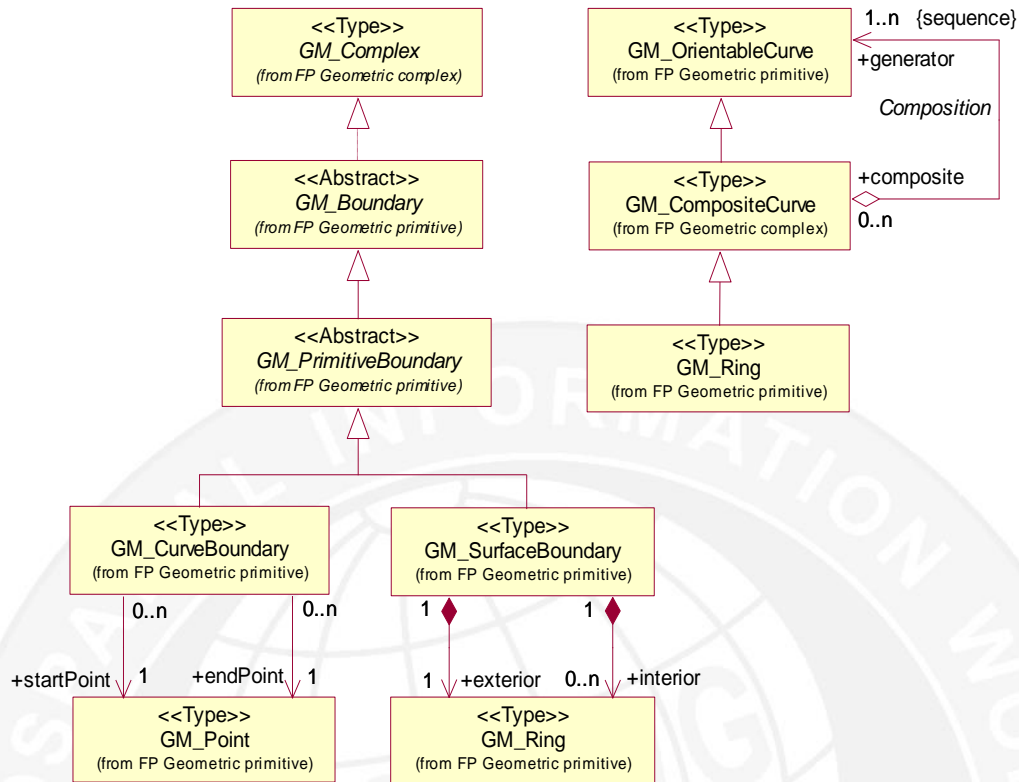 <<Type>>
GM_Complex
(from FP Geometric complex)
<<Type>>
GM_OrientableCurve
(from FP Geometric primitive)
1..n {sequence}
+generator
Composition
<<Abstract>>
GM_Boundary
(from FP Geometric primitive)
<<Type>>
GM_CompositeCurve
(from FP Geometric complex)
+composite
0..n
<<Abstract>>
GM_PrimitiveBoundary
(from FP Geometric primitive)
<<Type>>
GM_Ring
(from FP Geometric primitive)
<<Type>>
GM_CurveBoundary
(from FP Geometric primitive)
<<Type>>
GM_SurfaceBoundary
(from FP Geometric primitive)
0..n
0..n
1
1
+startPoint
1
+endPoint
1
1
+exterior
0..n
+interior
<<Type>>
GM_Point
(from FP Geometric primitive)
<<Type>>
GM_Ring
(from FP Geometric primitive)